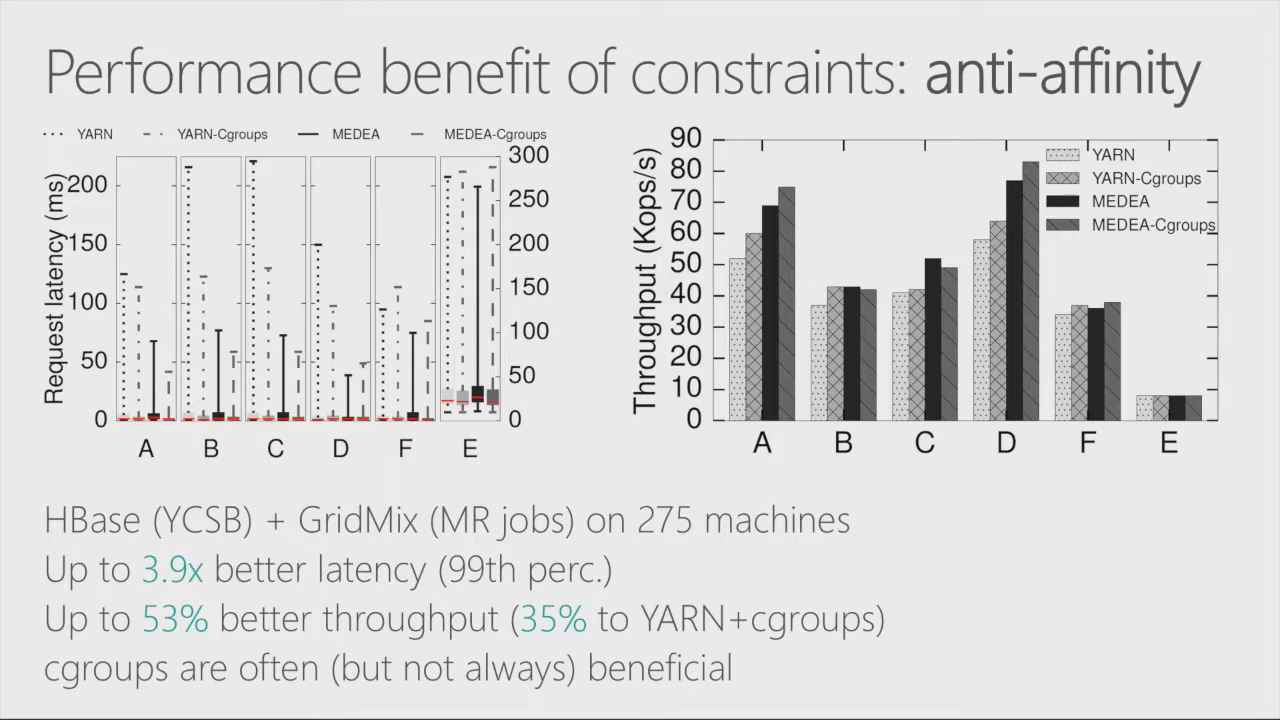 Performance benefit of constraints: anti-affinity
YARN YARN-Cgroups MEDEA MEDEA-Cgroups
Request latency (ms)
200
150
100
50
0
300
250
200
150
100
50
0
A B C D F E
Throughput (Kops/s)
90
80
70
60
50
40
30
20
10
0
YARN
YARN-Cgroups
MEDEA
MEDEA-Cgroups
A B C D F E
HBase (YCSB) + GridMix (MR jobs) on 275 machines
Up to 3.9x better latency (99th perc.)
Up to 53% better throughput (35% to YARN+cgroups)
cgroups are often (but not always) beneficial